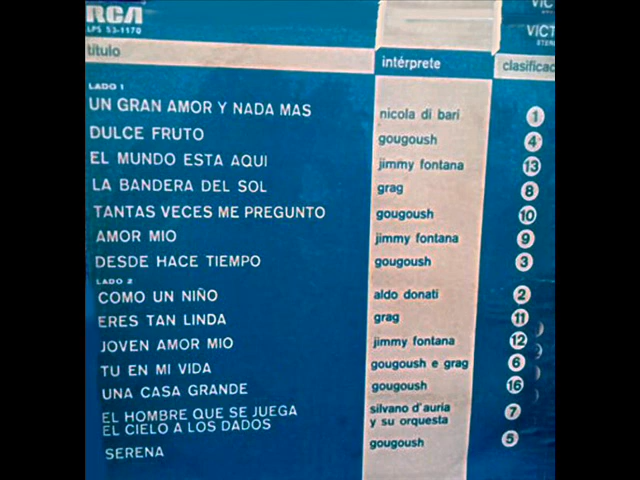 RCA
VIC
LPS 53-1170
VICT
STERE
título
intérprete
clasificac
LADO 1
UN GRAN AMOR Y NADA MAS nicola di bari 1
DULCE FRUTO gougoush 4
EL MUNDO ESTA AQUI jimmy fontana 13
LA BANDERA DEL SOL grag 8
TANTAS VECES ME PREGUNTO gougoush 10
AMOR MIO jimmy fontana 9
DESDE HACE TIEMPO gougoush 3
LADO 2
COMO UN NIÑO aldo donati 2
ERES TAN LINDA grag 11
JOVEN AMOR MIO jimmy fontana 12
TU EN MI VIDA gougoush e grag 6
UNA CASA GRANDE gougoush 16
EL HOMBRE QUE SE JUEGA silvano d'auria 7
EL CIELO A LOS DADOS y su orquesta
SERENA gougoush 5